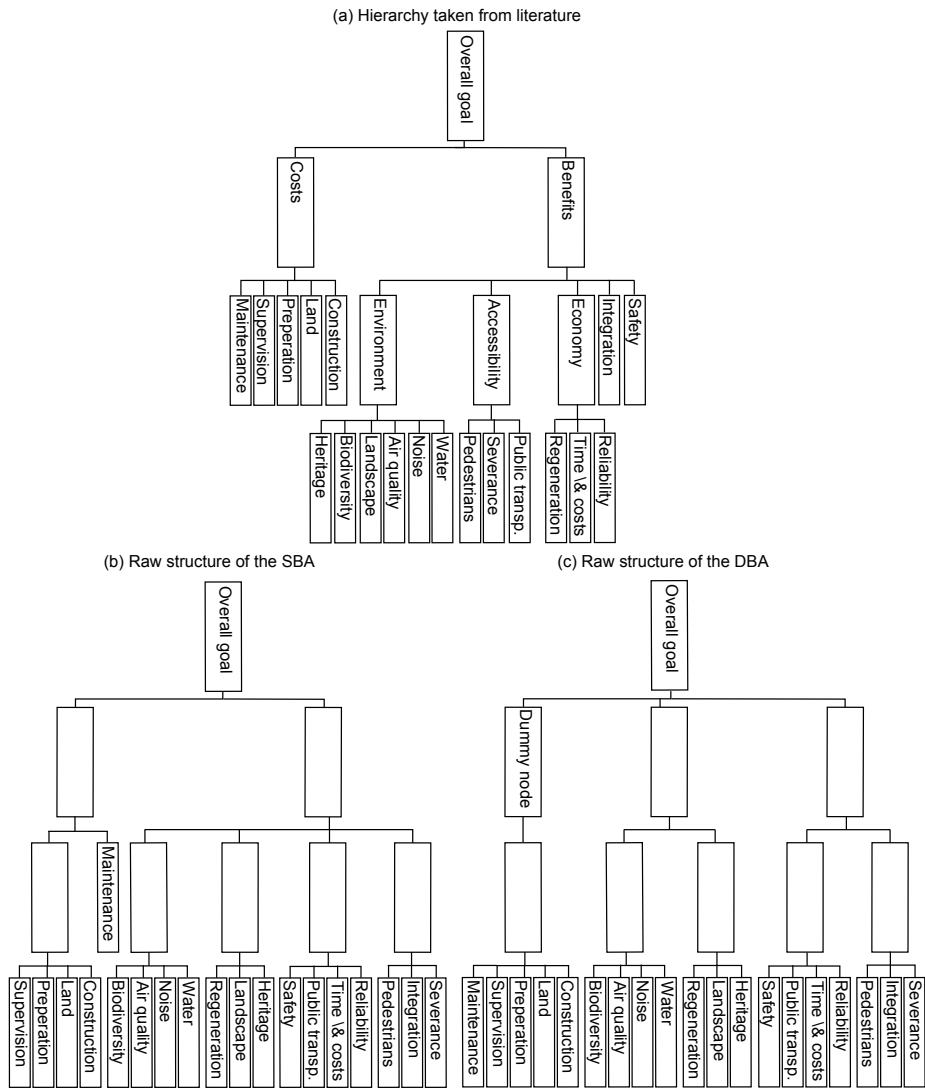 (a) Hierarchy taken from literature
Overall goal
Costs
Benefits
Maintenance
Supervision
Preperation
Land
Construction
Environment
Accessibility
Economy
Integration
Safety
Heritage
Biodiversity
Landscape
Air quality
Noise
Water
Pedestrians
Severance
Public transp.
Regeneration
Time \& costs
Reliability
(b) Raw structure of the SBA
Overall goal
Maintenance
Supervision
Preperation
Land
Construction
Biodiversity
Air quality
Noise
Water
Regeneration
Landscape
Heritage
Safety
Public transp.
Time \& costs
Reliability
Pedestrians
Integration
Severance
(c) Raw structure of the DBA
Overall goal
Dummy node
Maintenance
Supervision
Preperation
Land
Construction
Biodiversity
Air quality
Noise
Water
Regeneration
Landscape
Heritage
Safety
Public transp.
Time \& costs
Reliability
Pedestrians
Integration
Severance